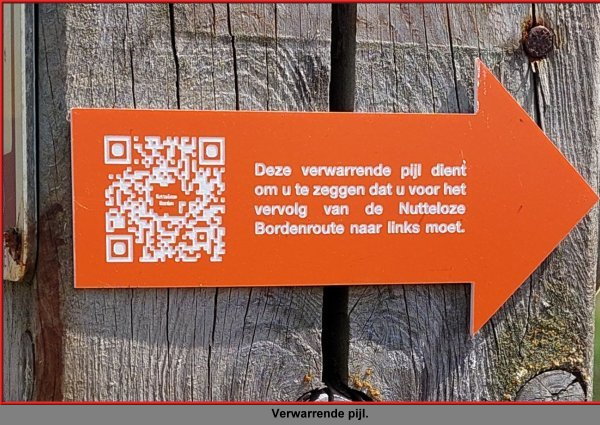 Nutteloze
Borden
Deze verwarrende pijl dient
om u te zeggen dat u voor het
vervolg van de Nutteloze
Bordenroute naar links moet.
Verwarrende pijl.